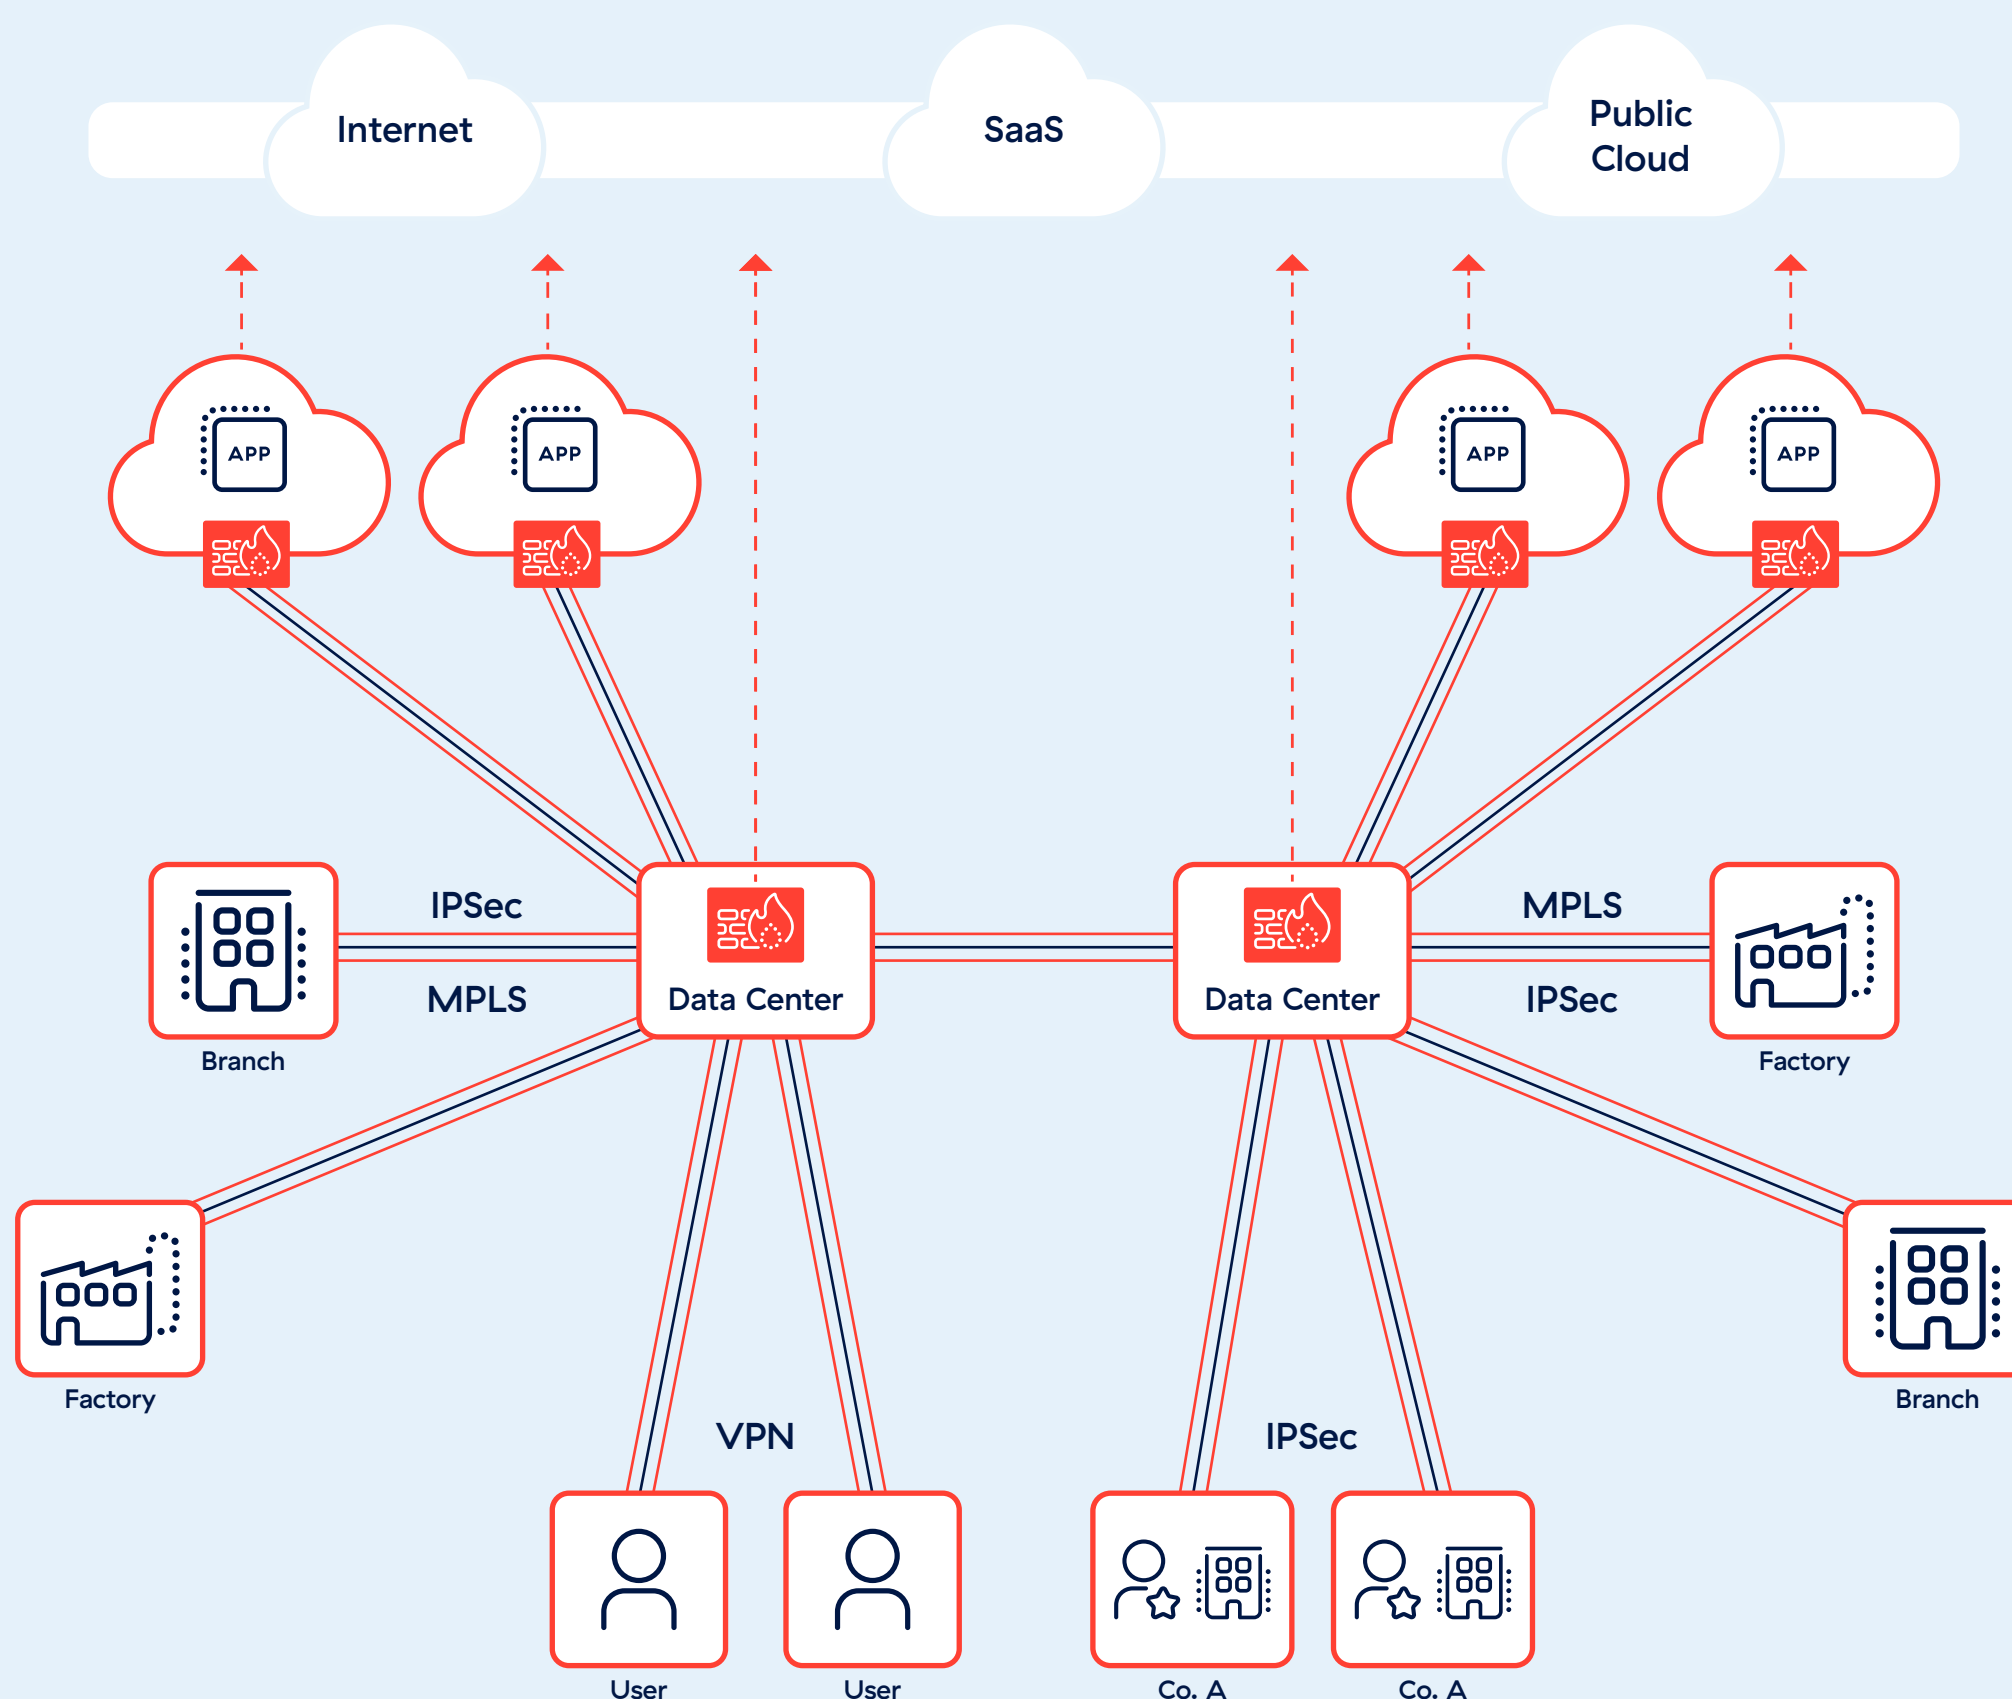 Internet
SaaS
Public
Cloud
APP
APP
APP
APP
IPSec
MPLS
MPLS
IPSec
Data Center
Data Center
Branch
Factory
Factory
Branch
VPN
IPSec
User
User
Co. A
Co. A